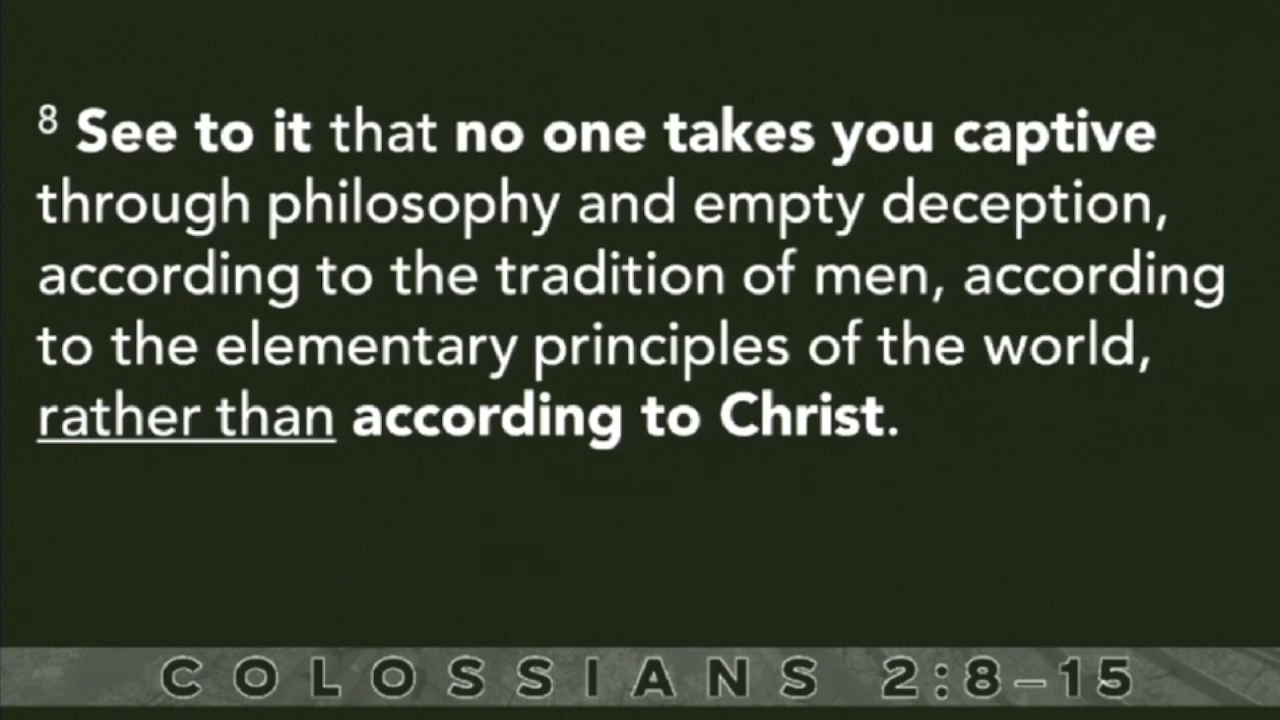 8 See to it that no one takes you captive
through philosophy and empty deception,
according to the tradition of men, according
to the elementary principles of the world,
rather than according to Christ.
COLOSSIANS 2:8–15